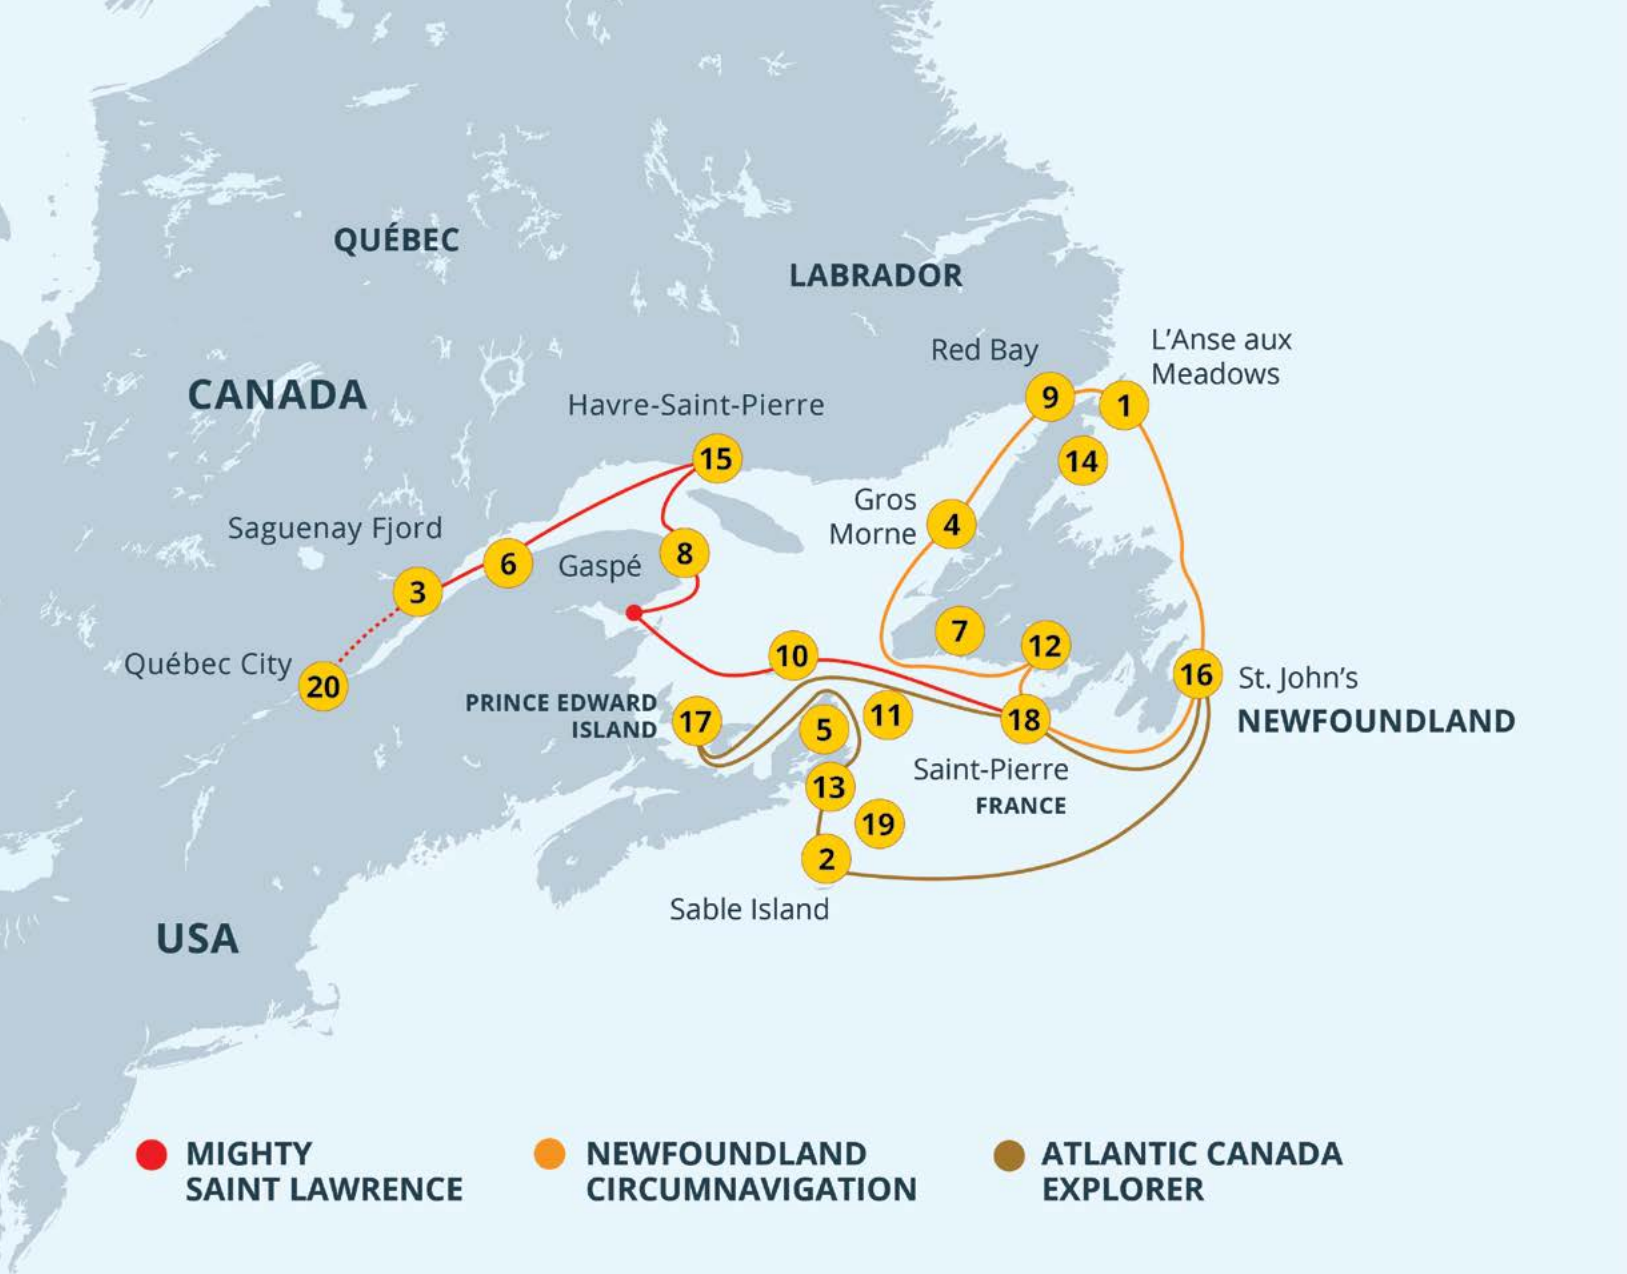 QUÉBEC
LABRADOR
L'Anse aux
Meadows
Red Bay
CANADA
9
1
Havre-Saint-Pierre
15
14
Gros
Morne
4
Saguenay Fjord
6
Gaspé
8
3
7
12
Québec City
20
10
16
St. John's
NEWFOUNDLAND
PRINCE EDWARD
ISLAND
17
5
11
18
Saint-Pierre
FRANCE
13
19
2
Sable Island
USA
MIGHTY
SAINT LAWRENCE
NEWFOUNDLAND
CIRCUMNAVIGATION
ATLANTIC CANADA
EXPLORER